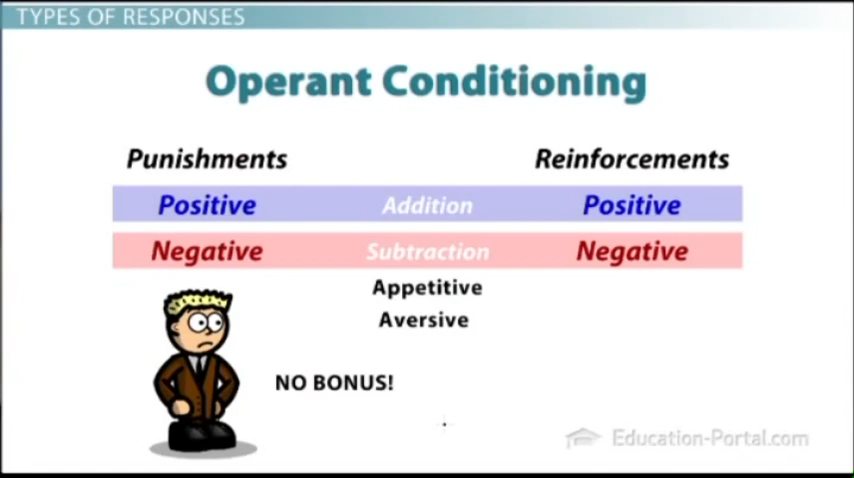 TYPES OF RESPONSES
Operant Conditioning
Punishments Reinforcements
Positive Addition Positive
Negative Subtraction Negative
Appetitive
Aversive
NO BONUS!
Education-Portal.com